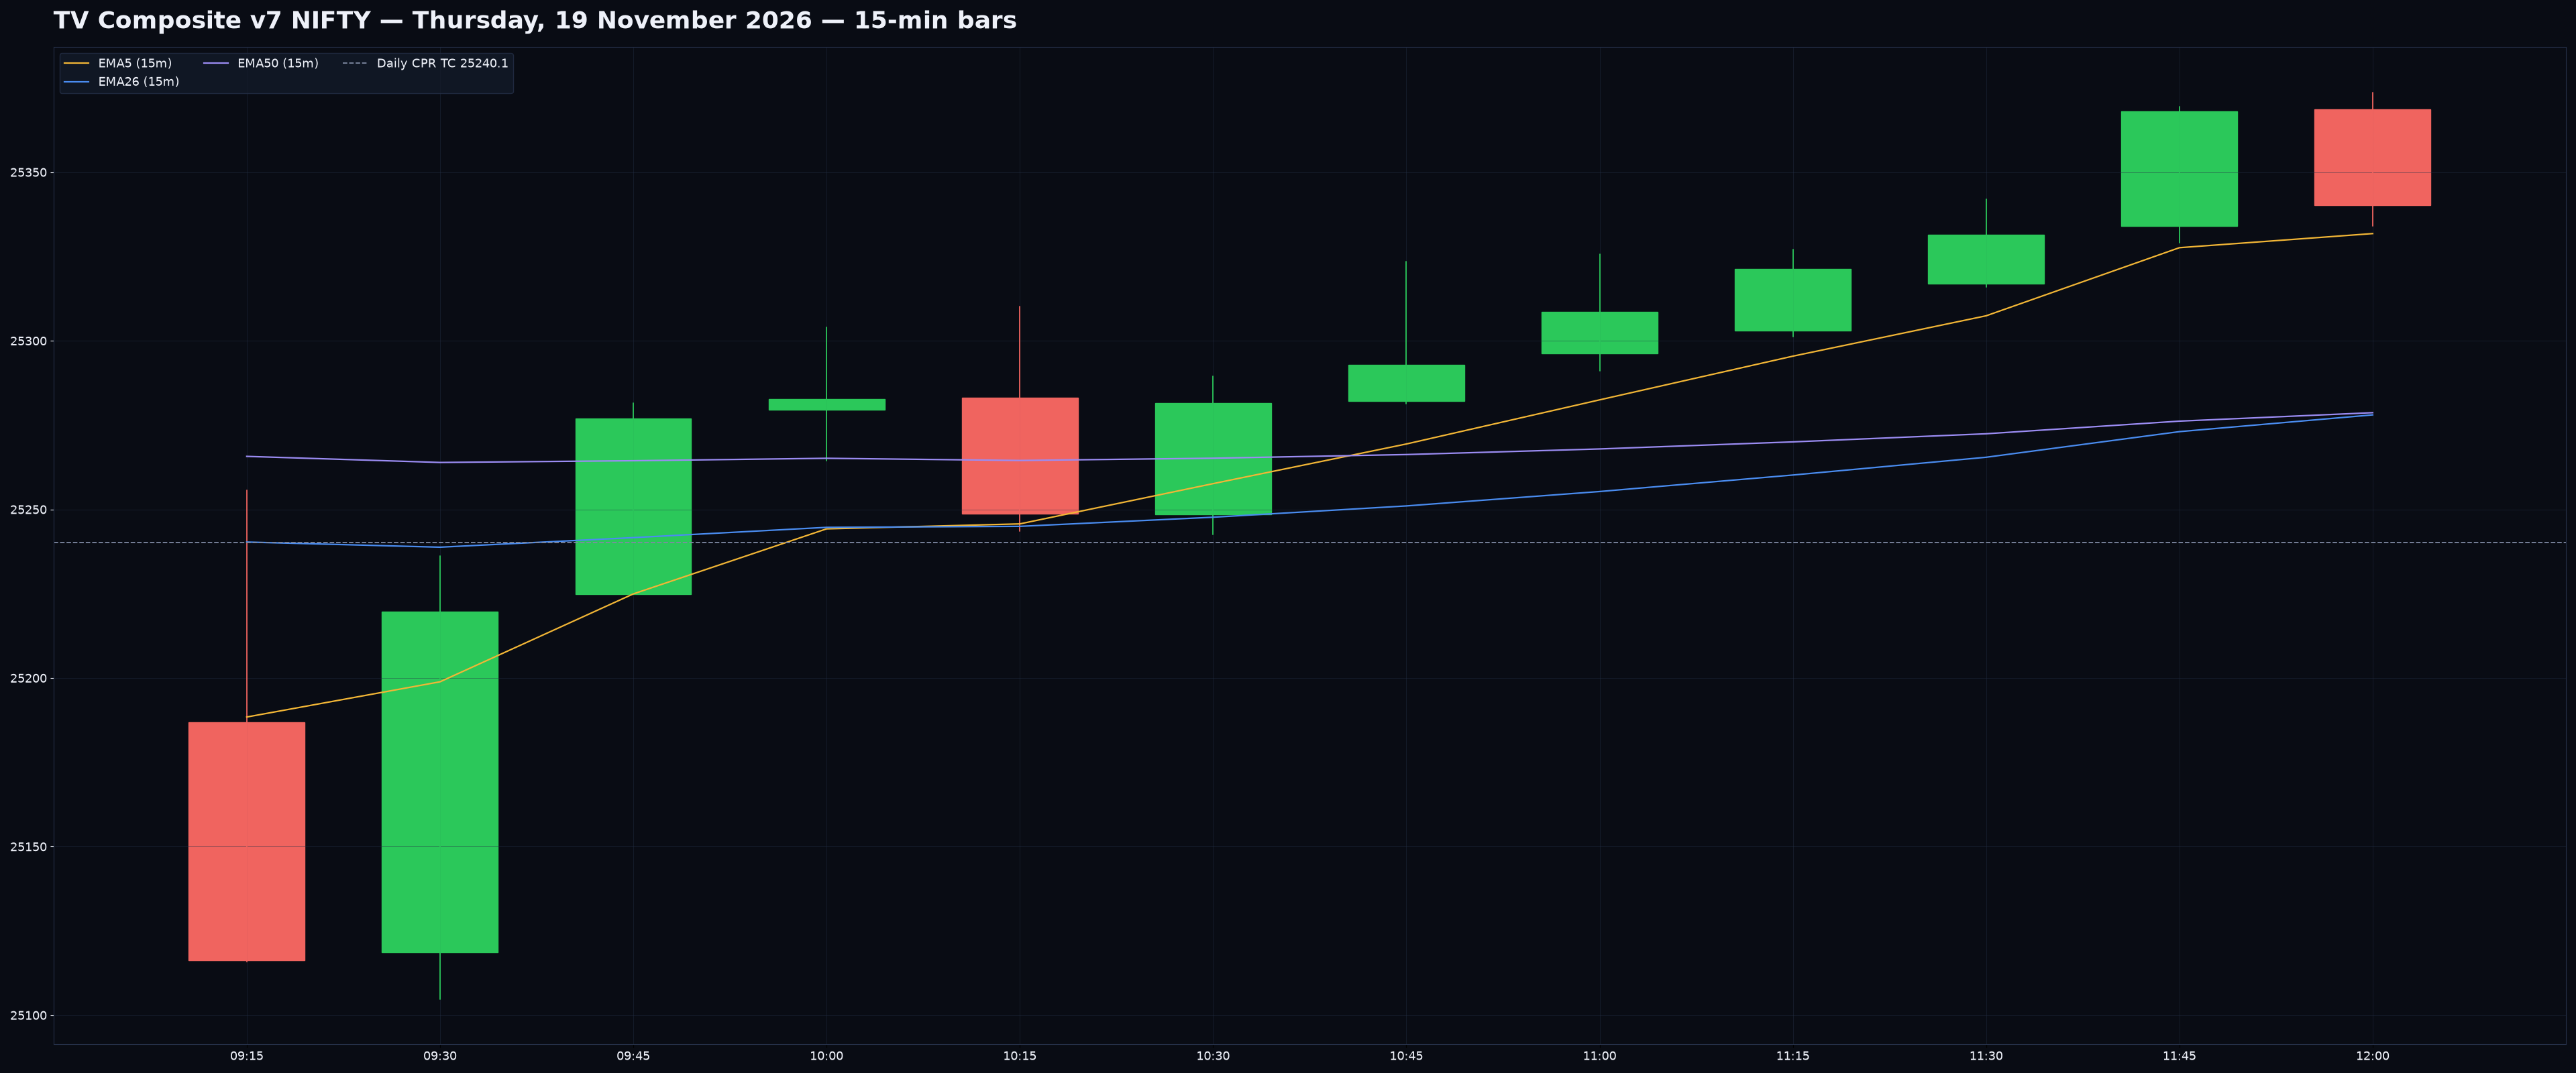 TV Composite v7 NIFTY — Thursday, 19 November 2026 — 15-min bars
EMA5 (15m) EMA50 (15m) Daily CPR TC 25240.1
EMA26 (15m)
25350
25300
25250
25200
25150
25100
09:15 09:30 09:45 10:00 10:15 10:30 10:45 11:00 11:15 11:30 11:45 12:00